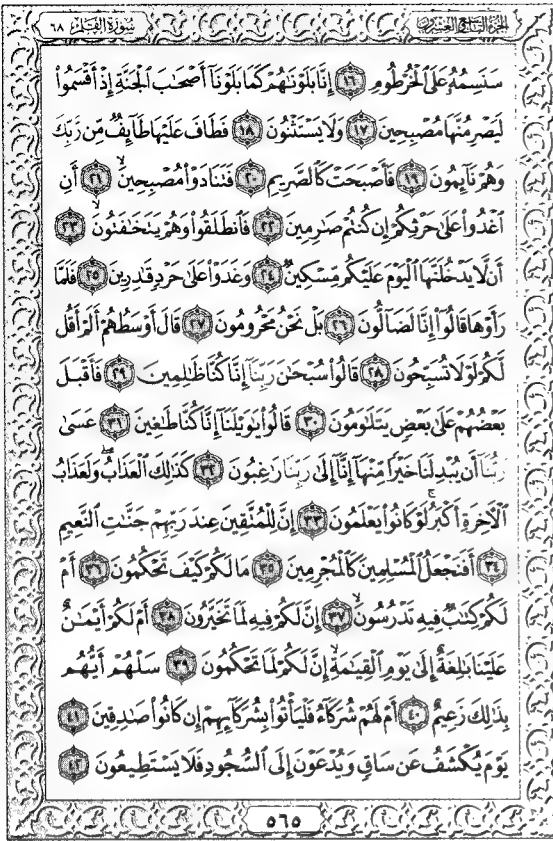 الجزء التاسع والعشرون سورة القلم ٦٨
سَنَسِمُهُۥ عَلَى ٱلْخُرْطُومِ ١٦ إِنَّا بَلَوْنَـٰهُمْ كَمَا بَلَوْنَآ أَصْحَـٰبَ ٱلْجَنَّةِ إِذْ أَقْسَمُوا۟
لَيَصْرِمُنَّهَا مُصْبِحِينَ ١٧ وَلَا يَسْتَثْنُونَ ١٨ فَطَافَ عَلَيْهَا طَآئِفٌ مِّن رَّبِّكَ
وَهُمْ نَآئِمُونَ ١٩ فَأَصْبَحَتْ كَٱلصَّرِيمِ ٢٠ فَتَنَادَوْا۟ مُصْبِحِينَ ٢١ أَنِ
ٱغْدُوا۟ عَلَىٰ حَرْثِكُمْ إِن كُنتُمْ صَـٰرِمِينَ ٢٢ فَٱنطَلَقُوا۟ وَهُمْ يَتَخَـٰفَتُونَ ٢٣
أَن لَّا يَدْخُلَنَّهَا ٱلْيَوْمَ عَلَيْكُم مِّسْكِينٌ ٢٤ وَغَدَوْا۟ عَلَىٰ حَرْدٍ قَـٰدِرِينَ ٢٥ فَلَمَّا
رَأَوْهَا قَالُوٓا۟ إِنَّا لَضَآلُّونَ ٢٦ بَلْ نَحْنُ مَحْرُومُونَ ٢٧ قَالَ أَوْسَطُهُمْ أَلَمْ أَقُل
لَّكُمْ لَوْلَا تُسَبِّحُونَ ٢٨ قَالُوا۟ سُبْحَـٰنَ رَبِّنَآ إِنَّا كُنَّا ظَـٰلِمِينَ ٢٩ فَأَقْبَلَ
بَعْضُهُمْ عَلَىٰ بَعْضٍ يَتَلَـٰوَمُونَ ٣٠ قَالُوا۟ يَـٰوَيْلَنَآ إِنَّا كُنَّا طَـٰغِينَ ٣١ عَسَىٰ
رَبُّنَآ أَن يُبْدِلَنَا خَيْرًا مِّنْهَآ إِنَّآ إِلَىٰ رَبِّنَا رَٰغِبُونَ ٣٢ كَذَٰلِكَ ٱلْعَذَابُ ۖ وَلَعَذَابُ
ٱلْـَٔاخِرَةِ أَكْبَرُ ۚ لَوْ كَانُوا۟ يَعْلَمُونَ ٣٣ إِنَّ لِلْمُتَّقِينَ عِندَ رَبِّهِمْ جَنَّـٰتِ ٱلنَّعِيمِ
٣٤ أَفَنَجْعَلُ ٱلْمُسْلِمِينَ كَٱلْمُجْرِمِينَ ٣٥ مَا لَكُمْ كَيْفَ تَحْكُمُونَ ٣٦ أَمْ
لَكُمْ كِتَـٰبٌ فِيهِ تَدْرُسُونَ ٣٧ إِنَّ لَكُمْ فِيهِ لَمَا تَخَيَّرُونَ ٣٨ أَمْ لَكُمْ أَيْمَـٰنٌ
عَلَيْنَا بَـٰلِغَةٌ إِلَىٰ يَوْمِ ٱلْقِيَـٰمَةِ ۙ إِنَّ لَكُمْ لَمَا تَحْكُمُونَ ٣٩ سَلْهُمْ أَيُّهُم
بِذَٰلِكَ زَعِيمٌ ٤٠ أَمْ لَهُمْ شُرَكَآءُ فَلْيَأْتُوا۟ بِشُرَكَآئِهِمْ إِن كَانُوا۟ صَـٰدِقِينَ ٤١
يَوْمَ يُكْشَفُ عَن سَاقٍ وَيُدْعَوْنَ إِلَى ٱلسُّجُودِ فَلَا يَسْتَطِيعُونَ ٤٢
٥٦٥